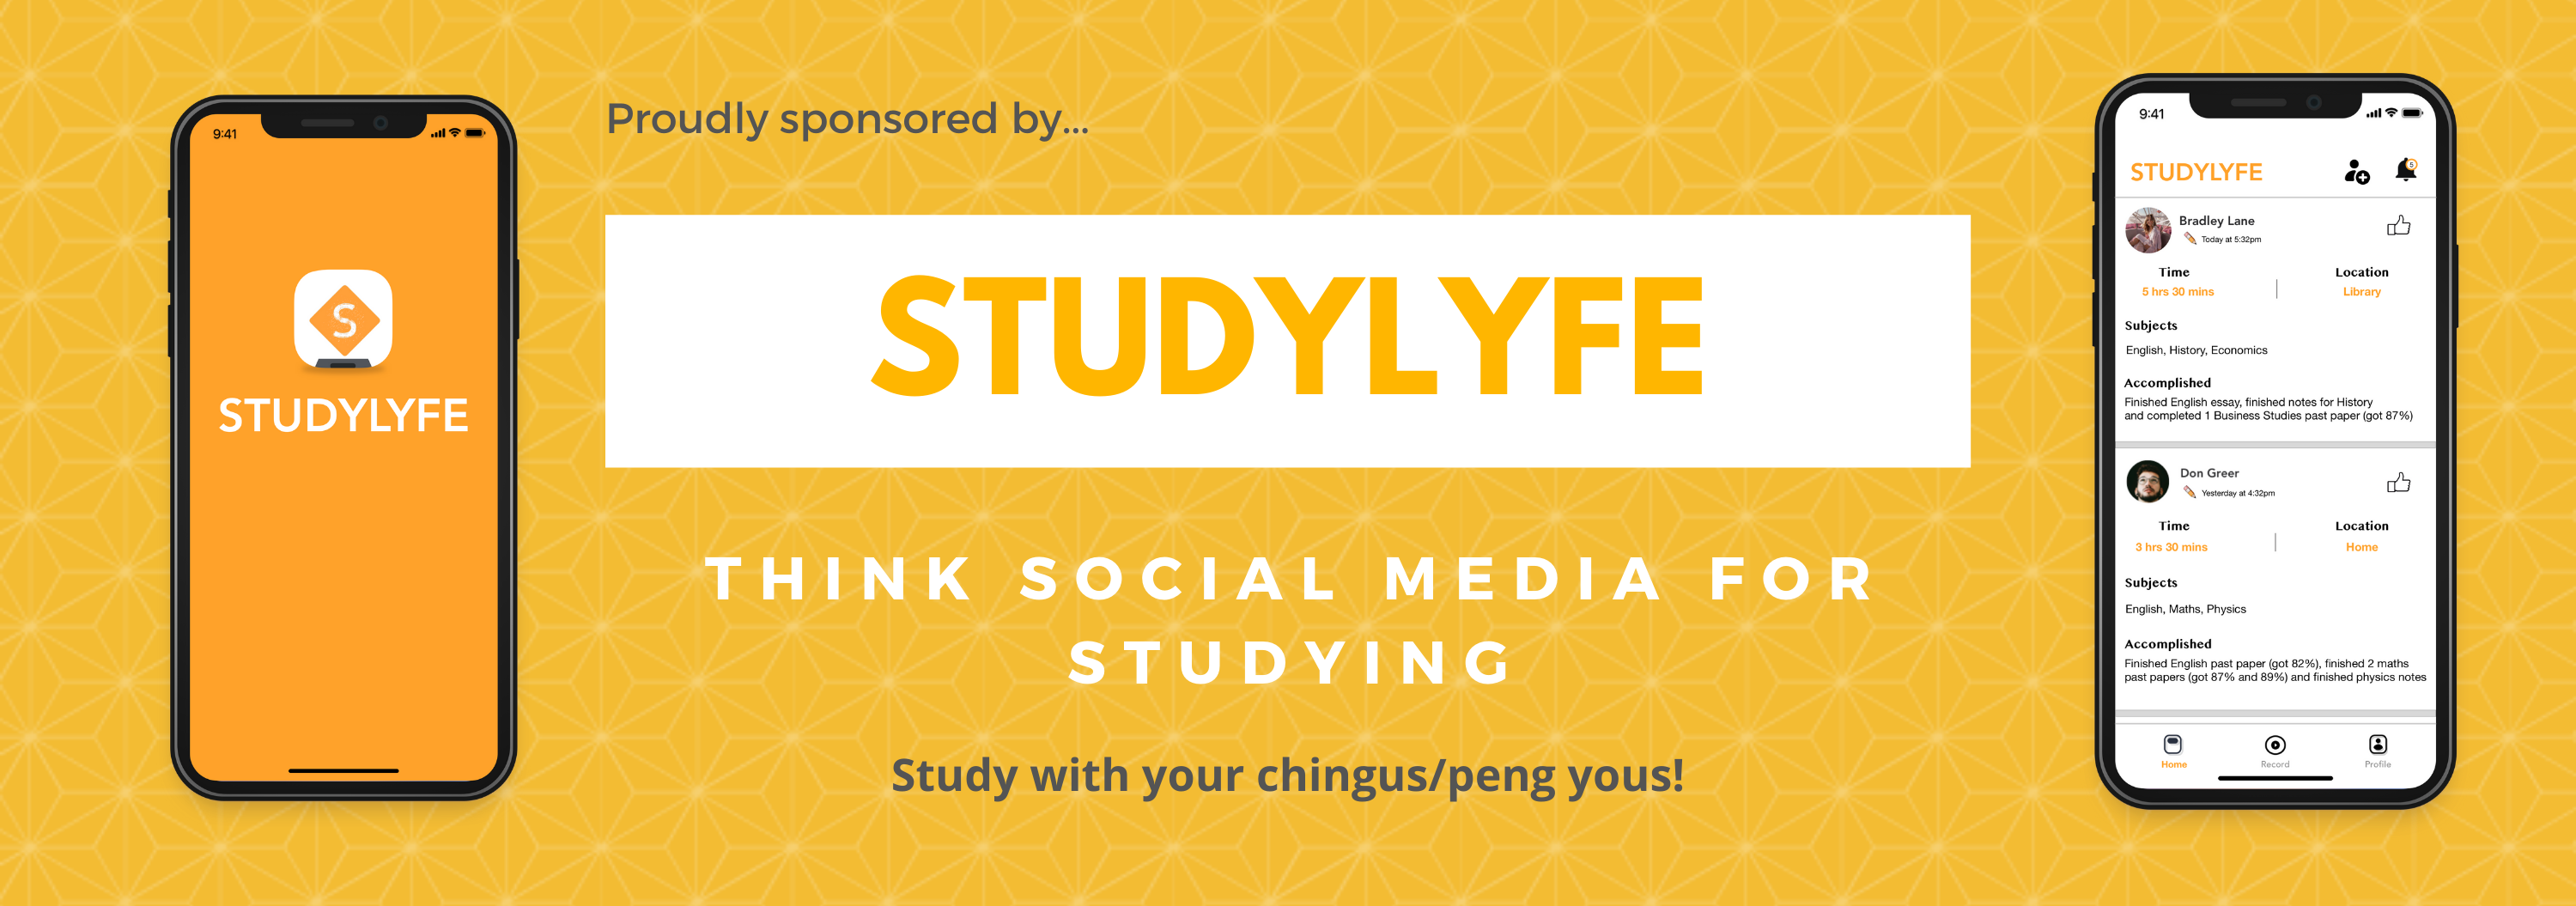 9:41
S
STUDYLYFE
Proudly sponsored by...
STUDYLYFE
THINK SOCIAL MEDIA FOR
STUDYING
Study with your chingus/peng yous!
9:41
STUDYLYFE
5
Bradley Lane
Today at 5:32pm
Time Location
5 hrs 30 mins Library
Subjects
English, History, Economics
Accomplished
Finished English essay, finished notes for History
and completed 1 Business Studies past paper (got 87%)
Don Greer
Yesterday at 4:32pm
Time Location
3 hrs 30 mins Home
Subjects
English, Maths, Physics
Accomplished
Finished English past paper (got 82%), finished 2 maths
past papers (got 87% and 89%) and finished physics notes
Home Record Profile